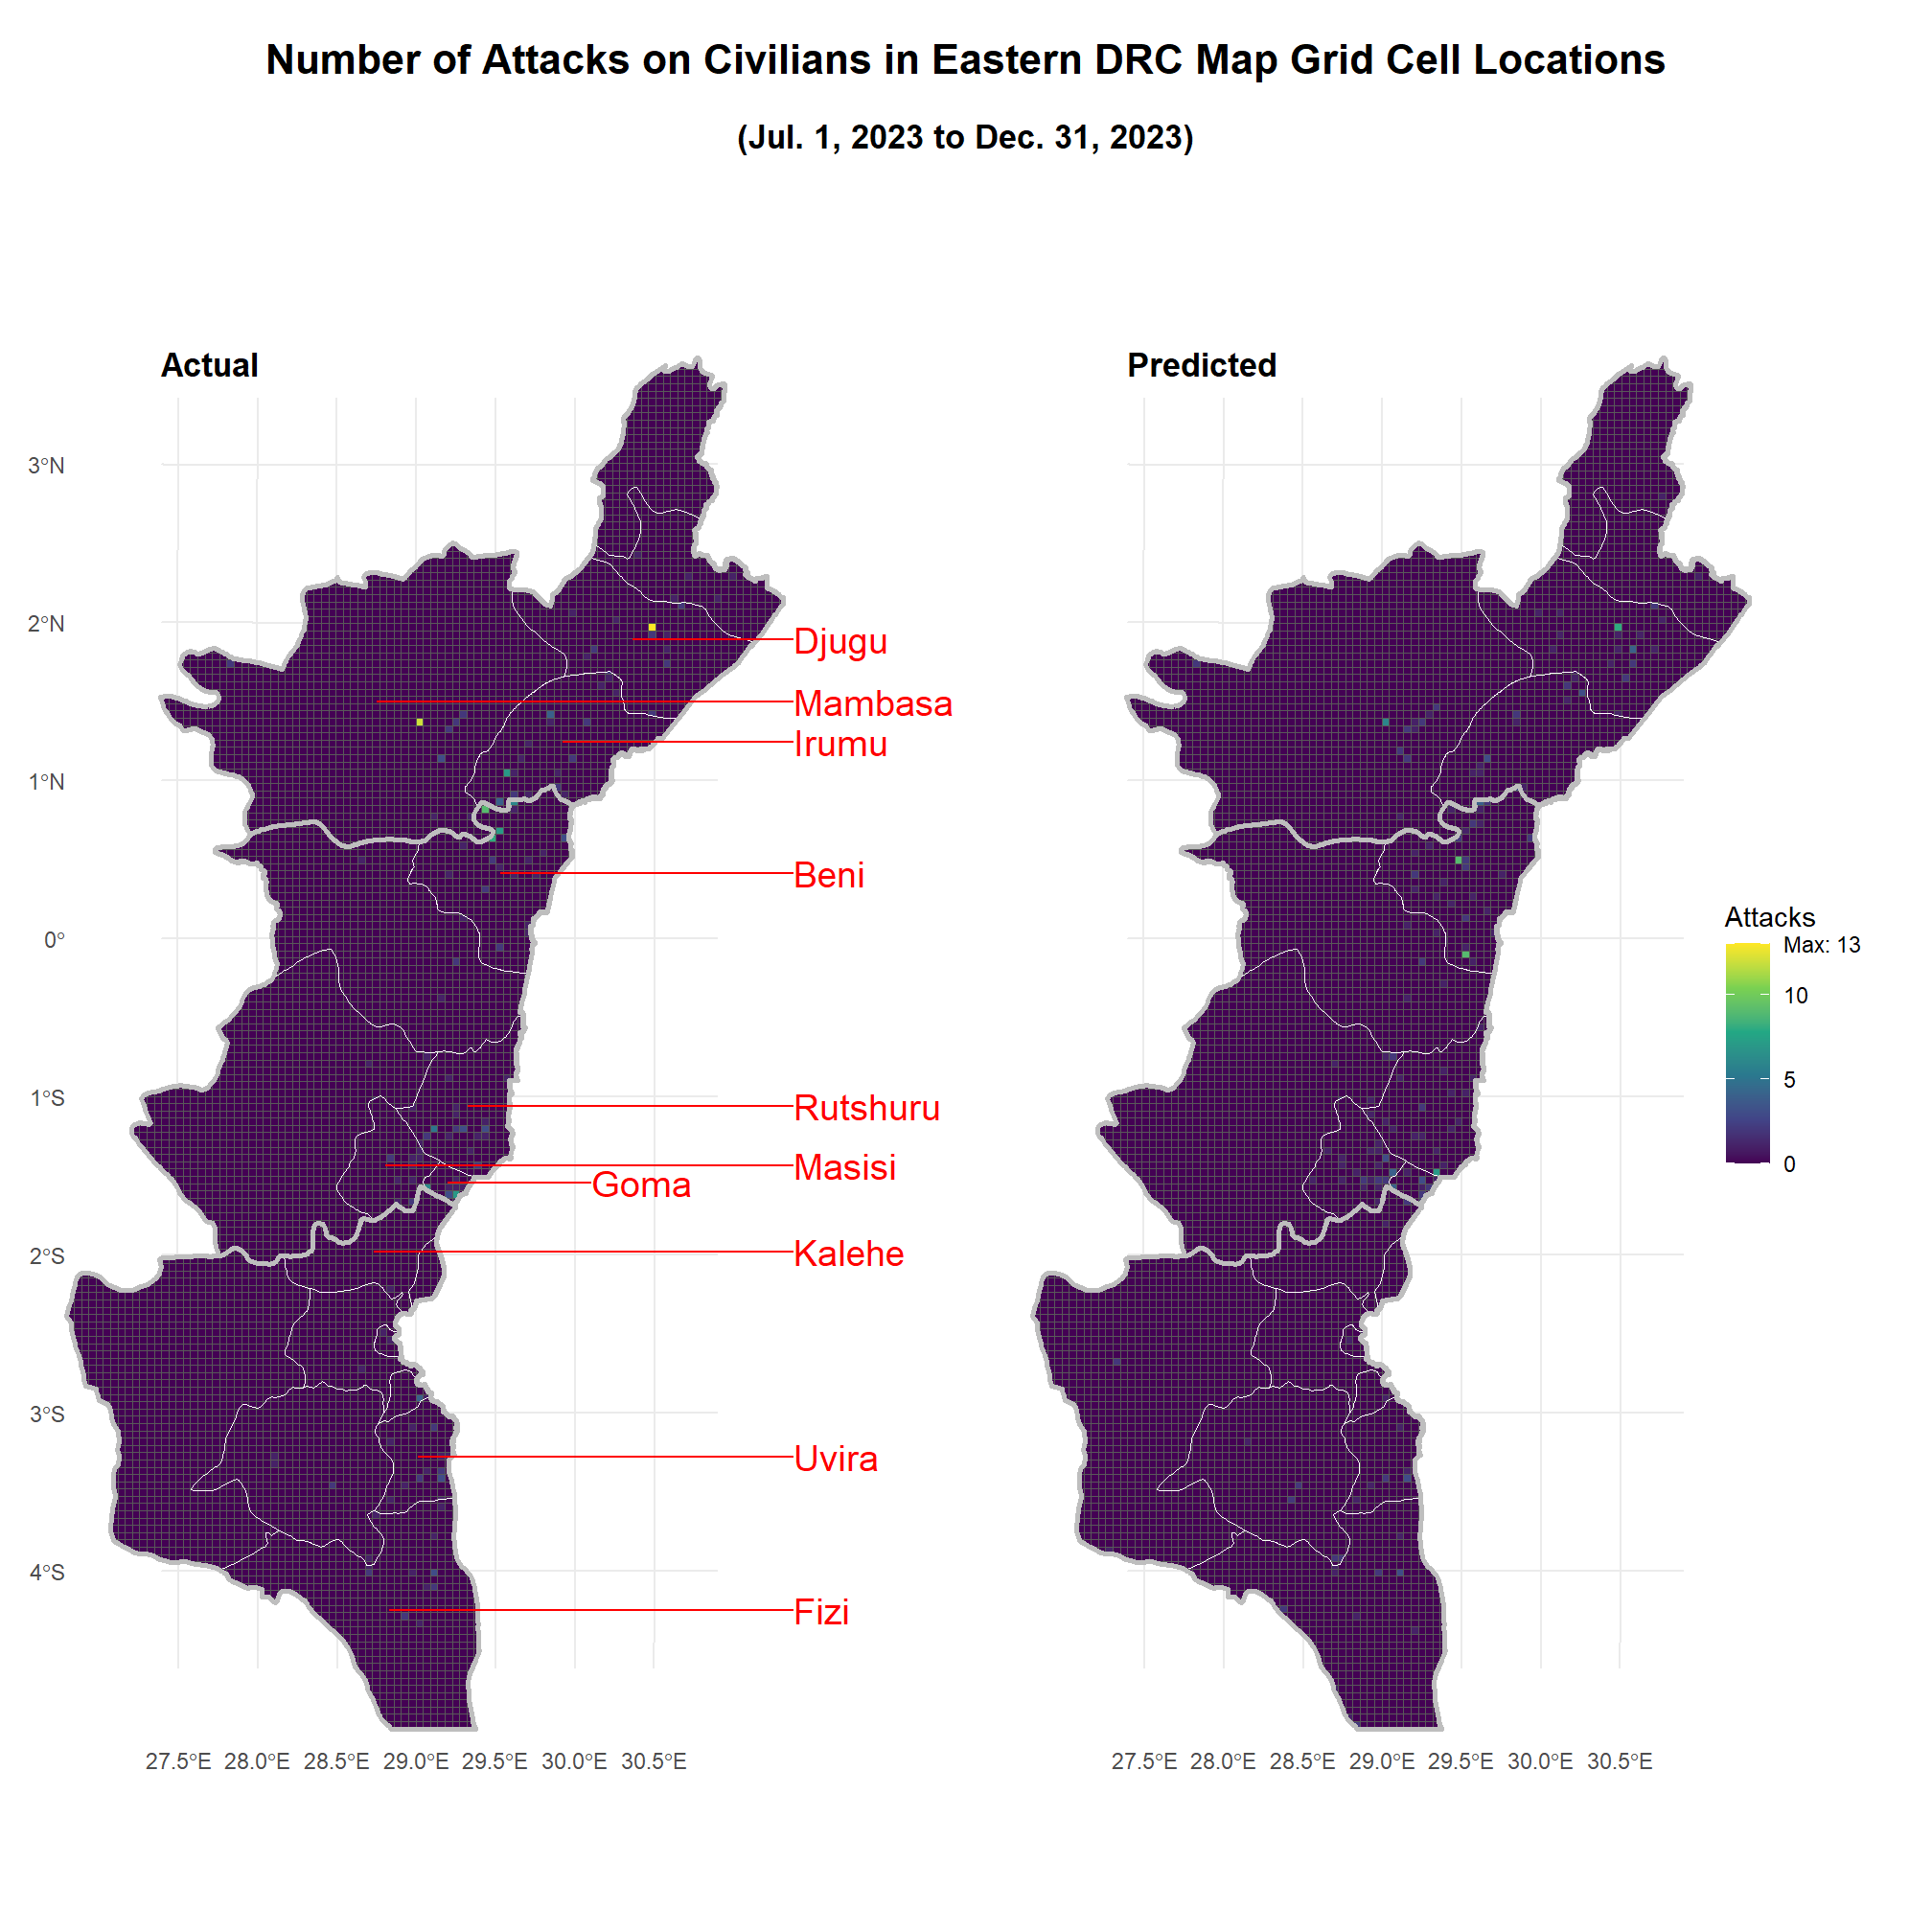 Number of Attacks on Civilians in Eastern DRC Map Grid Cell Locations
(Jul. 1, 2023 to Dec. 31, 2023)
Actual
3°N
2°N
1°N
0°
1°S
2°S
3°S
4°S
27.5°E 28.0°E 28.5°E 29.0°E 29.5°E 30.0°E 30.5°E
Djugu
Mambasa
Irumu
Beni
Rutshuru
Masisi
Goma
Kalehe
Uvira
Fizi
Predicted
27.5°E 28.0°E 28.5°E 29.0°E 29.5°E 30.0°E 30.5°E
Attacks
Max: 13
10
5
0